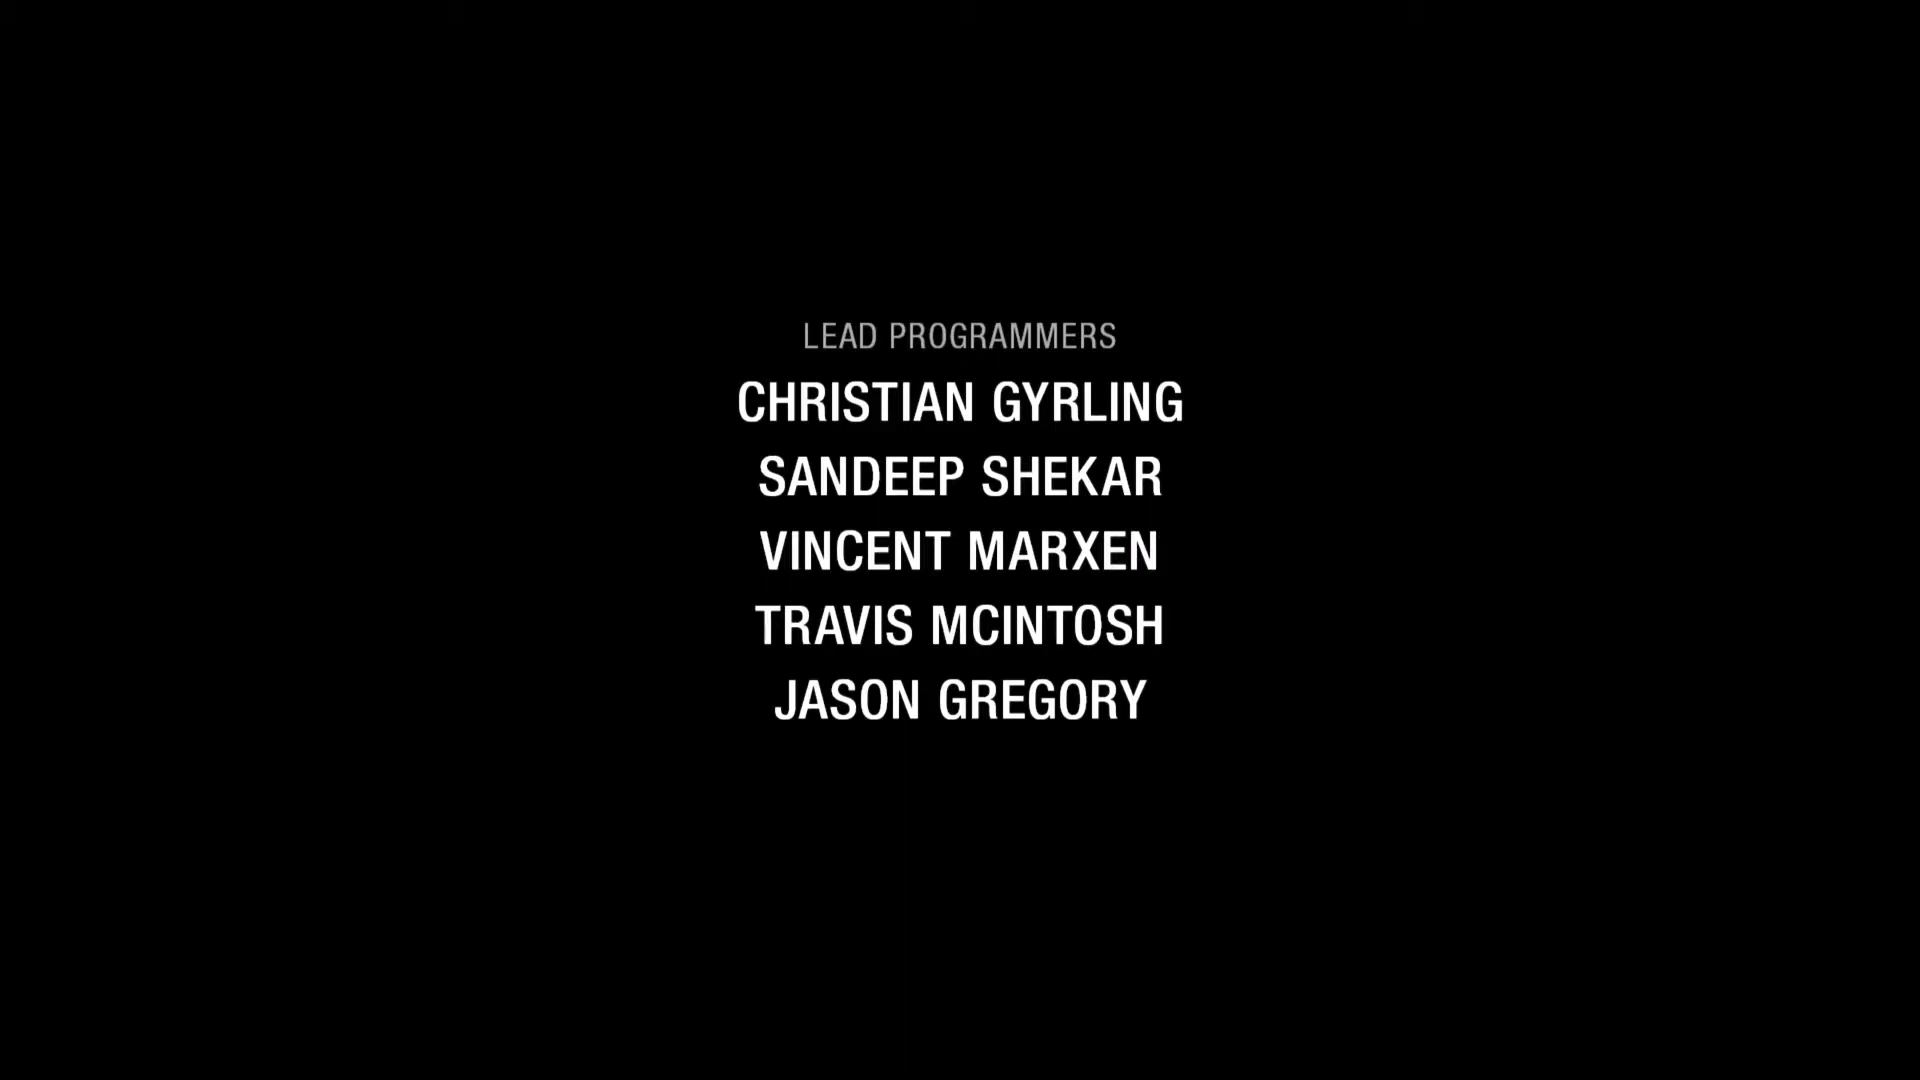 LEAD PROGRAMMERS
CHRISTIAN GYRLING
SANDEEP SHEKAR
VINCENT MARXEN
TRAVIS MCINTOSH
JASON GREGORY